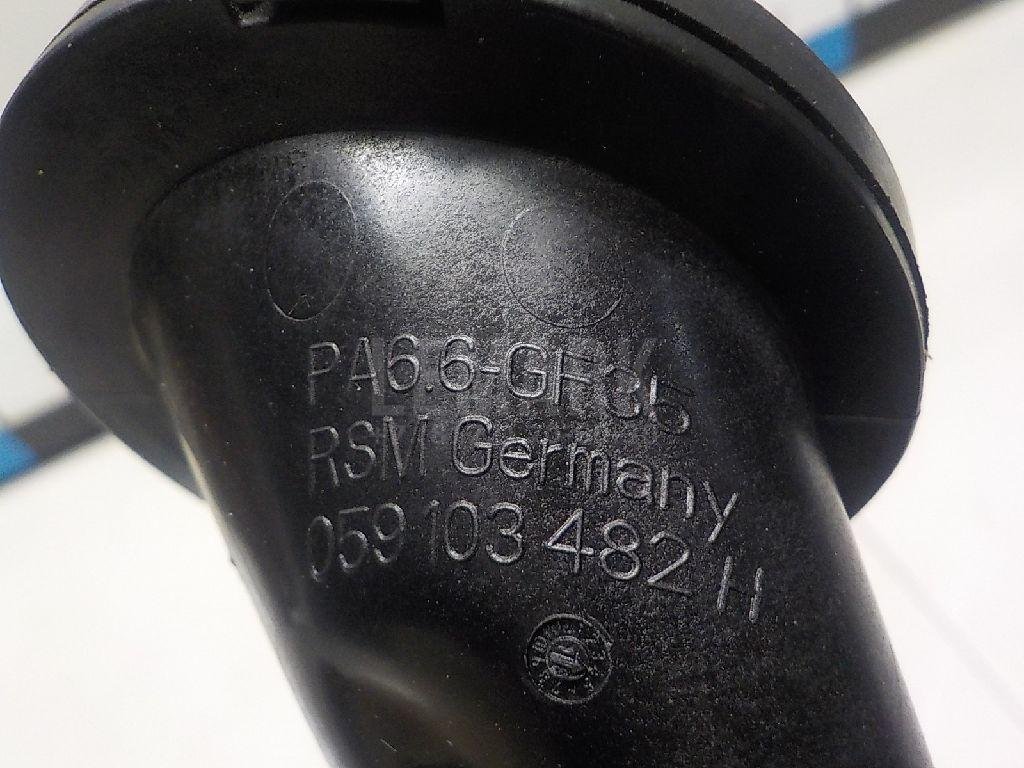 PA6.6-GF35
RSM Germany
059 103 482 H